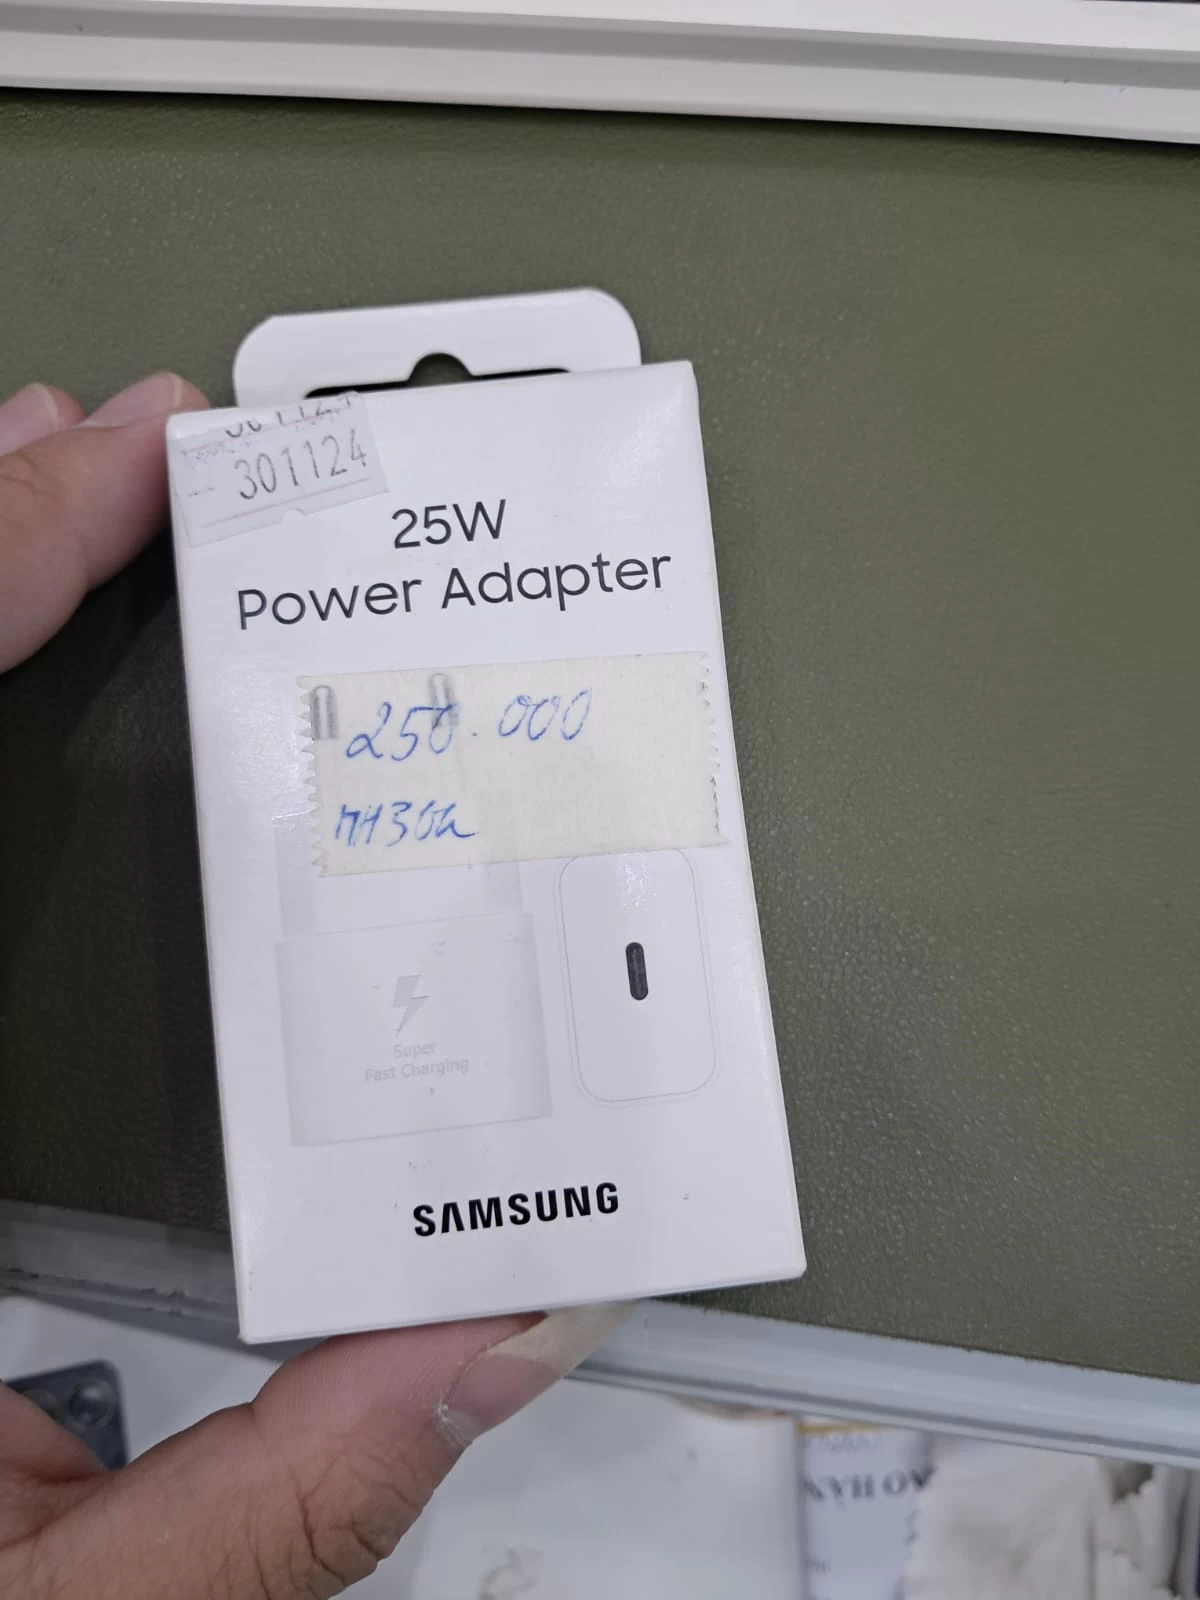 301124
25W
Power Adapter
250.000
Super
Fast Charging
SAMSUNG